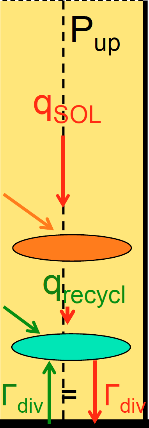 P_up
q_SOL
q_recycl
Γ_div = Γ_div